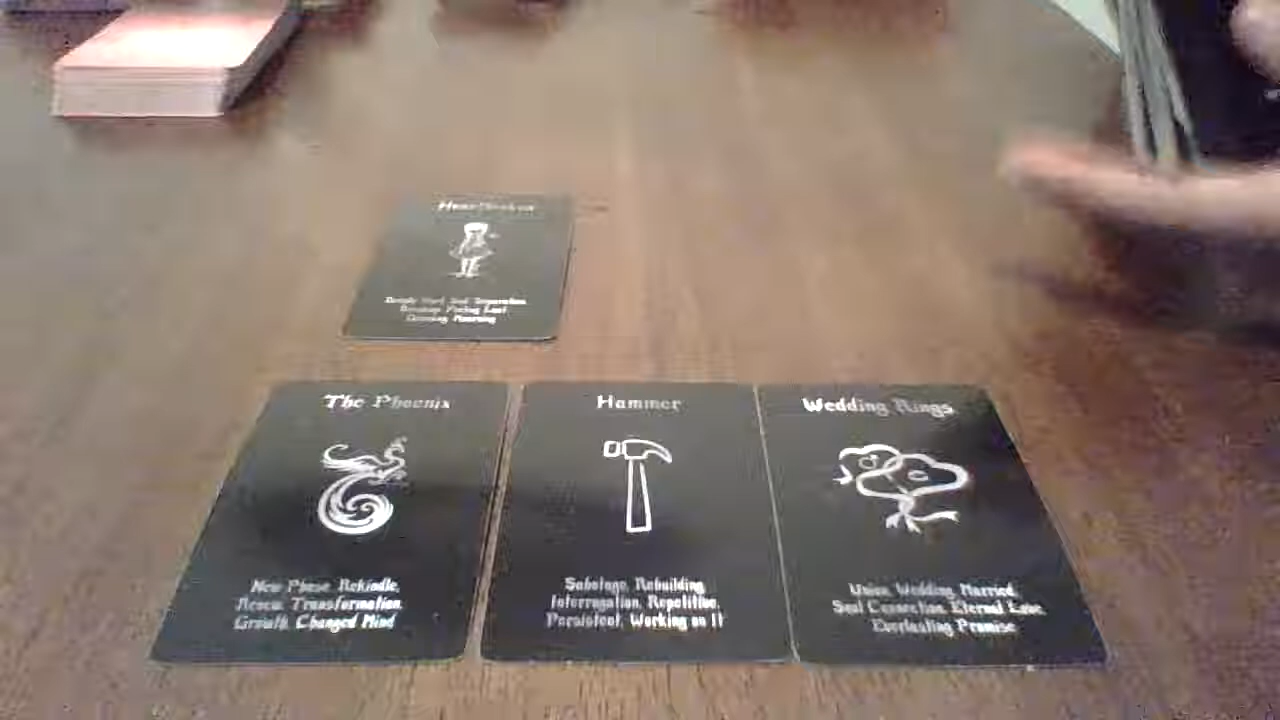 Heartbroken
The Phoenix
New Phase, Rekindle,
Renew, Transformation,
Growth, Changed Mind
Hammer
Sabotage, Rebuilding,
Interrogation, Repetitive,
Persistent, Working on It
Wedding Rings
Union, Wedding, Married,
Soul Connection, Eternal Love,
Everlasting Promise